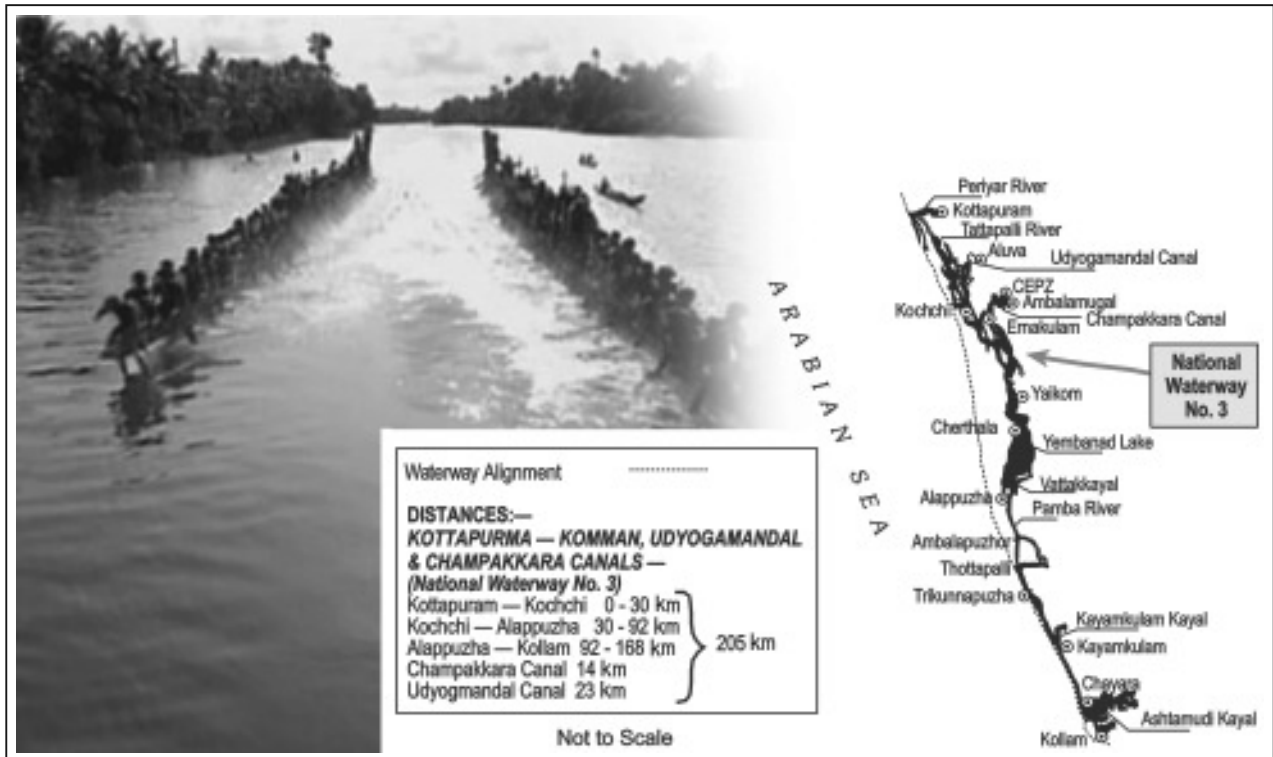 Periyar River
Kottapuram
Tattapalli River
Aluva
Udyogamandal Canal
CEPZ
Ambalamugal
Kochchi
Champakkara Canal
Ernakulam
National
Waterway
No. 3
ARABIAN SEA
Yaikom
Cherthala
Yembanad Lake
Vattakkayal
Alappuzha
Pamba River
Ambalapuzhor
Thottapalli
Trikunnapuzha
Kayamkulam Kayal
Kayamkulam
Chavara
Ashtamudi Kayal
Kollam
Waterway Alignment
DISTANCES:—
KOTTAPURMA — KOMMAN, UDYOGAMANDAL
& CHAMPAKKARA CANALS —
(National Waterway No. 3)
Kottapuram — Kochchi 0 - 30 km
Kochchi — Alappuzha 30 - 92 km
Alappuzha — Kollam 92 - 168 km
Champakkara Canal 14 km
Udyogmandal Canal 23 km
205 km
Not to Scale